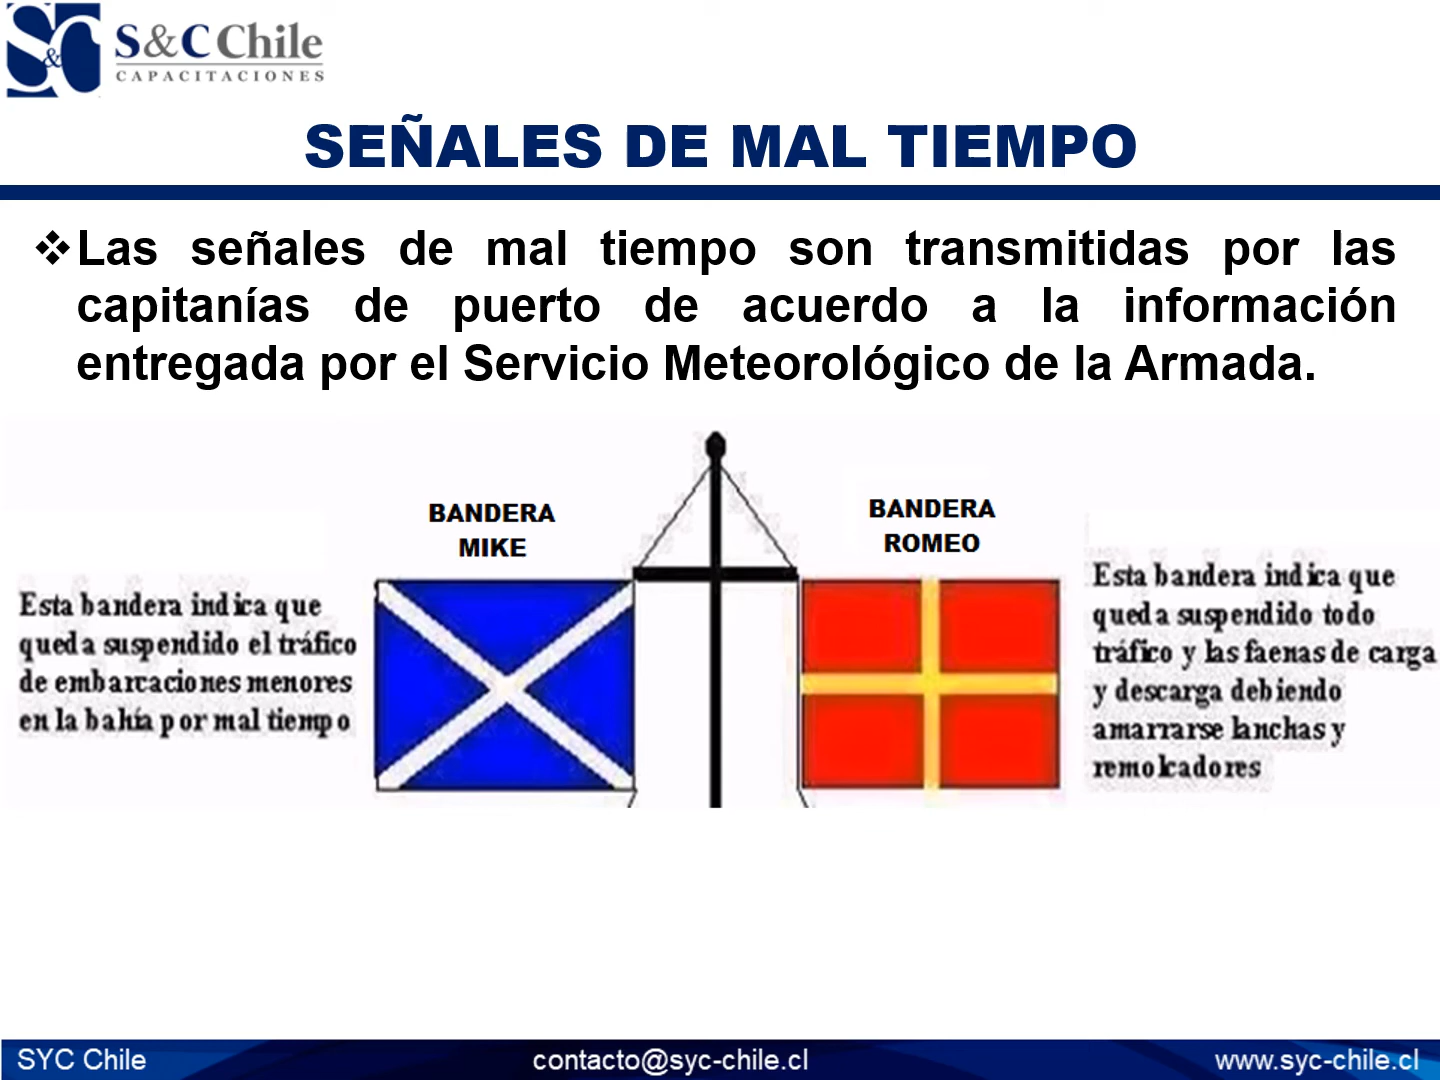 S&C Chile
CAPACITACIONES
SEÑALES DE MAL TIEMPO
❖Las señales de mal tiempo son transmitidas por las
capitanías de puerto de acuerdo a la información
entregada por el Servicio Meteorológico de la Armada.
BANDERA
MIKE
BANDERA
ROMEO
Esta bandera indica que
queda suspendido el tráfico
de embarcaciones menores
en la bahía por mal tiempo
Esta bandera indica que
queda suspendido todo
tráfico y las faenas de carga
y descarga debiendo
amarrarse lanchas y
remolcadores
SYC Chile
contacto@syc-chile.cl
www.syc-chile.cl